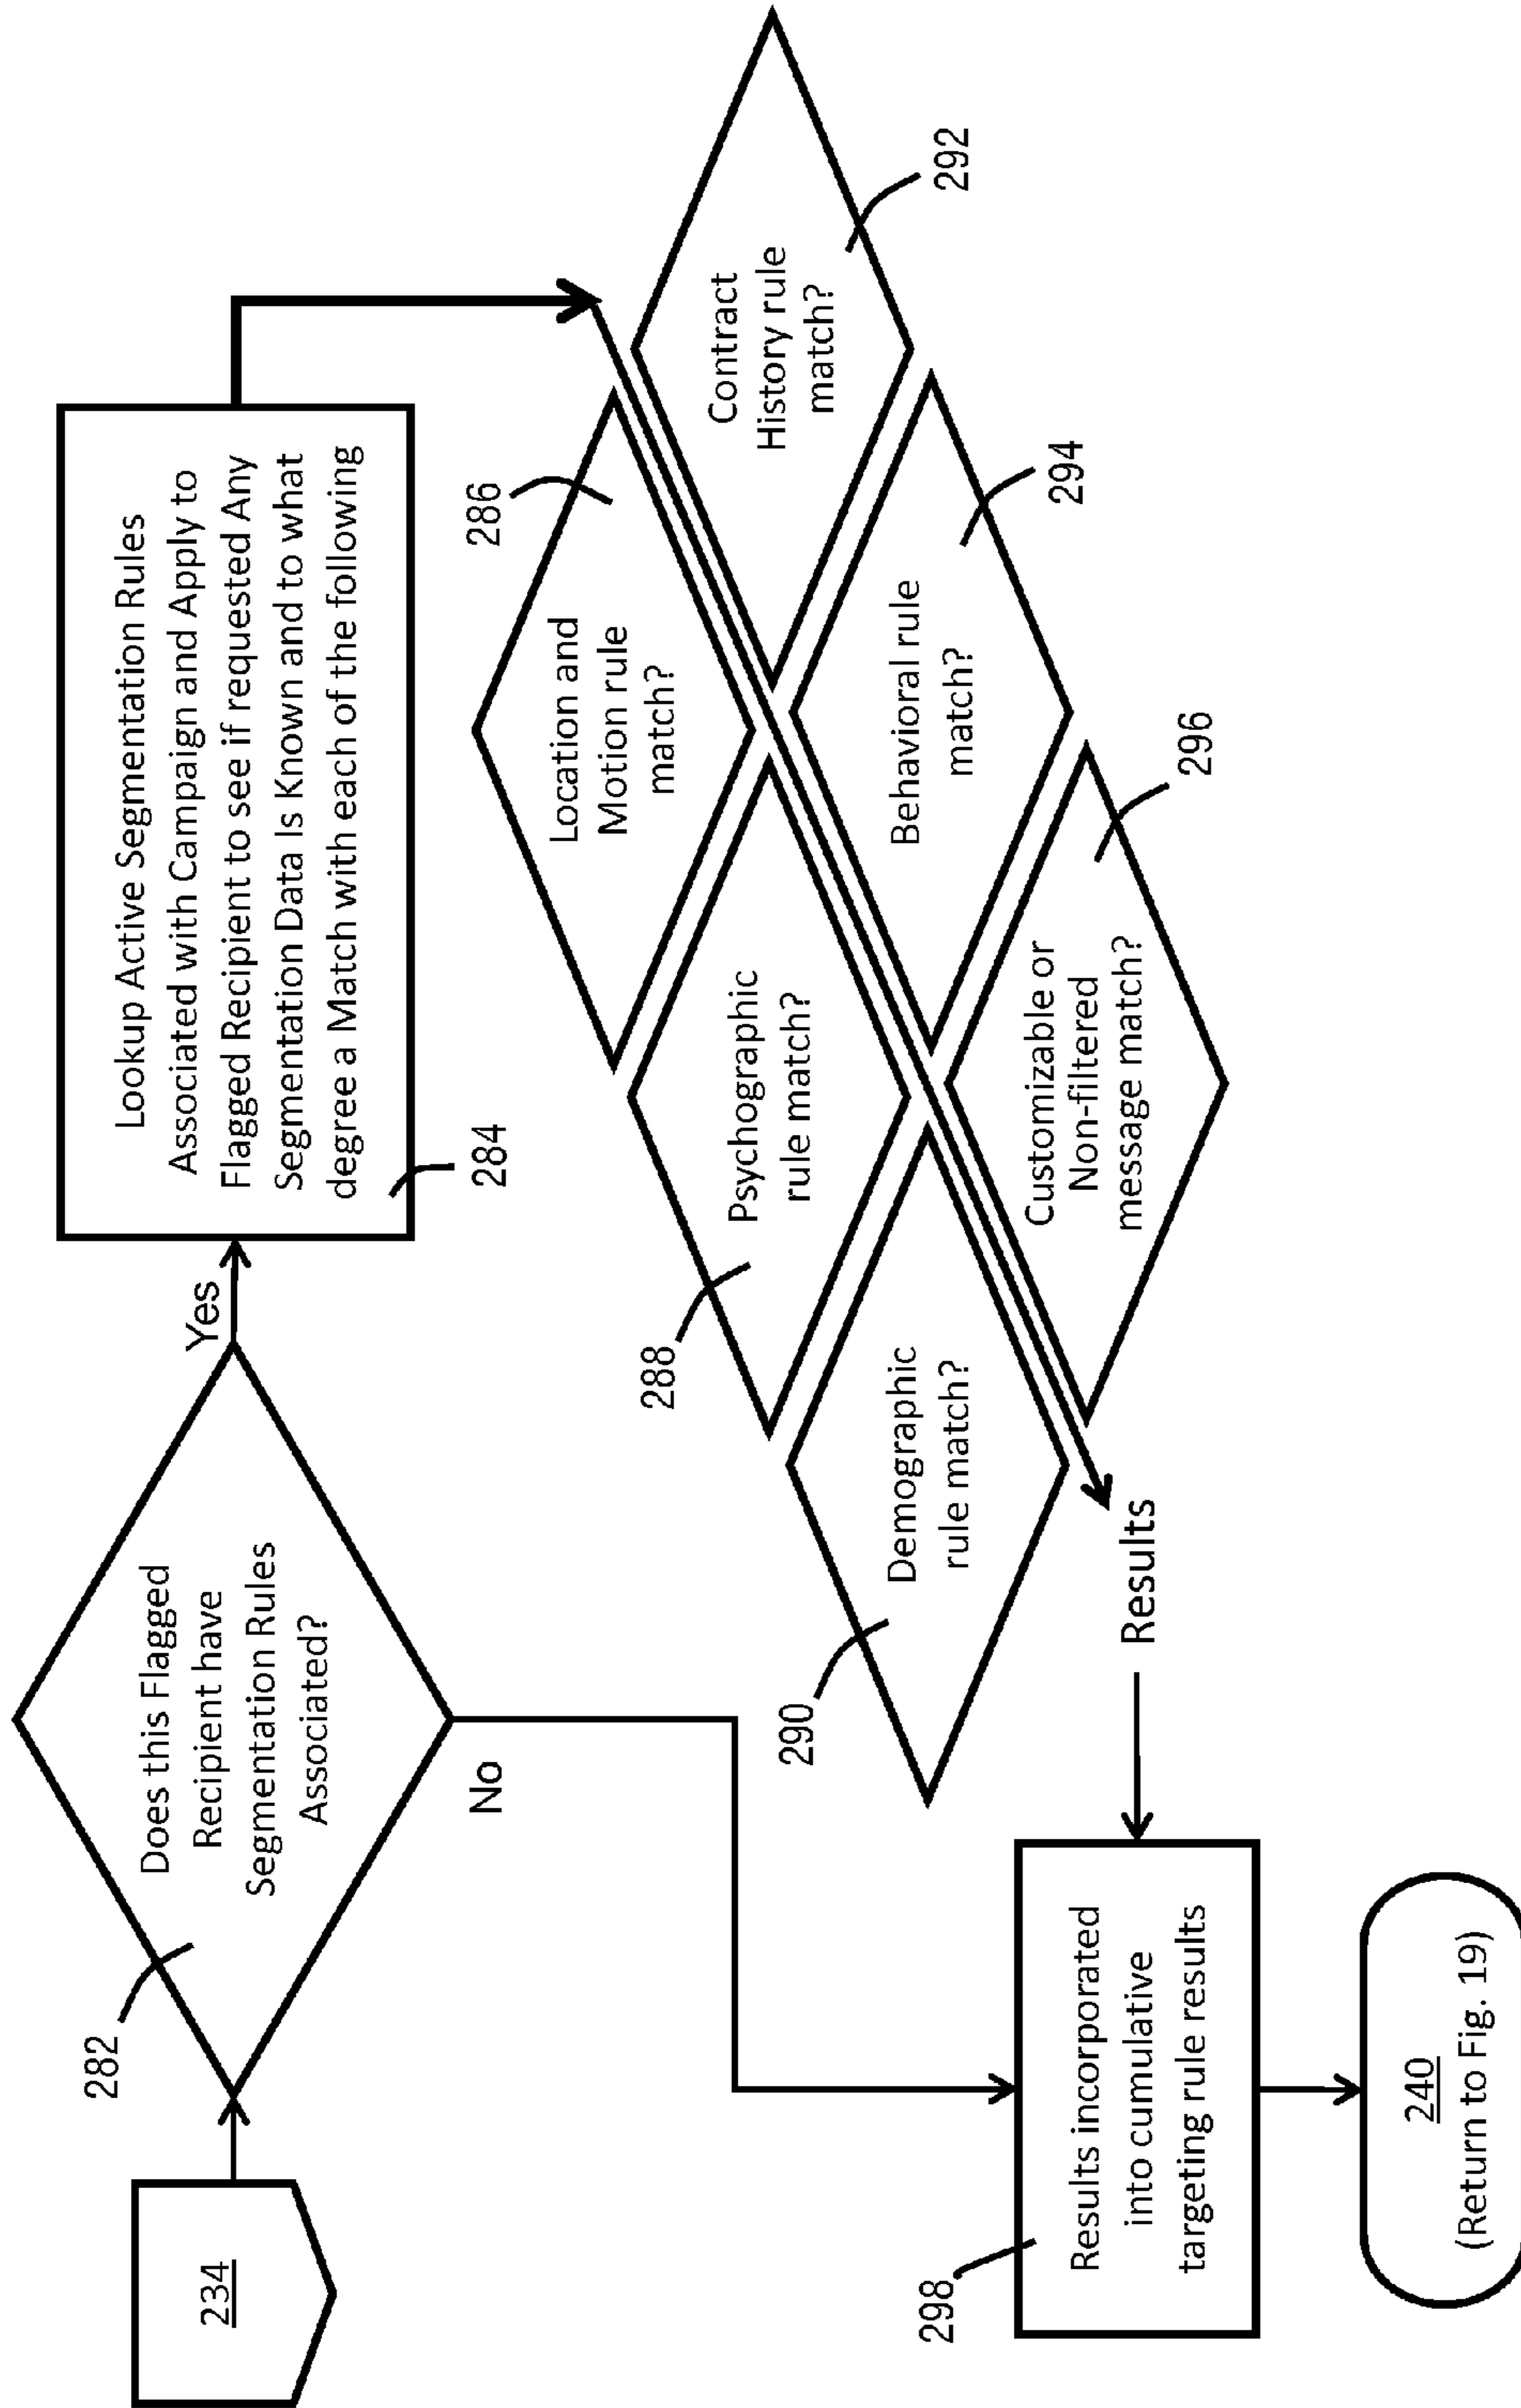 234
282
Does this Flagged
Recipient have
Segmentation Rules
Associated?
Yes
No
Lookup Active Segmentation Rules
Associated with Campaign and Apply to
Flagged Recipient to see if requested Any
Segmentation Data Is Known and to what
degree a Match with each of the following
284
286
Location and
Motion rule
match?
288
Psychographic
rule match?
290
Demographic
rule match?
292
Contract
History rule
match?
294
Behavioral rule
match?
296
Customizable or
Non-filtered
message match?
Results
298
Results incorporated
into cumulative
targeting rule results
240
(Return to Fig. 19)